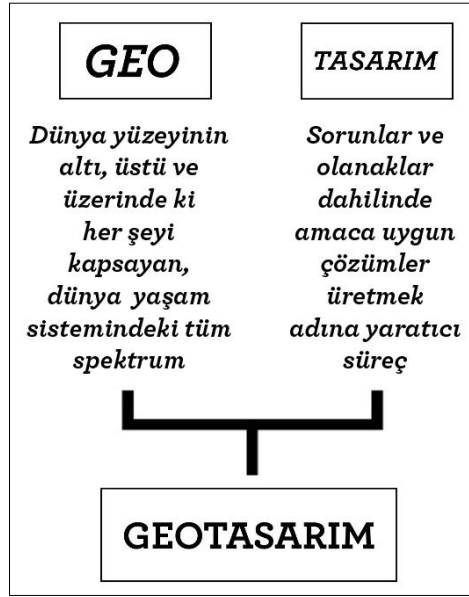 GEO
Dünya yüzeyinin
altı, üstü ve
üzerinde ki
her şeyi
kapsayan,
dünya yaşam
sistemindeki tüm
spektrum
TASARIM
Sorunlar ve
olanaklar
dahilinde
amaca uygun
çözümler
üretmek
adına yaratıcı
süreç
GEOTASARIM